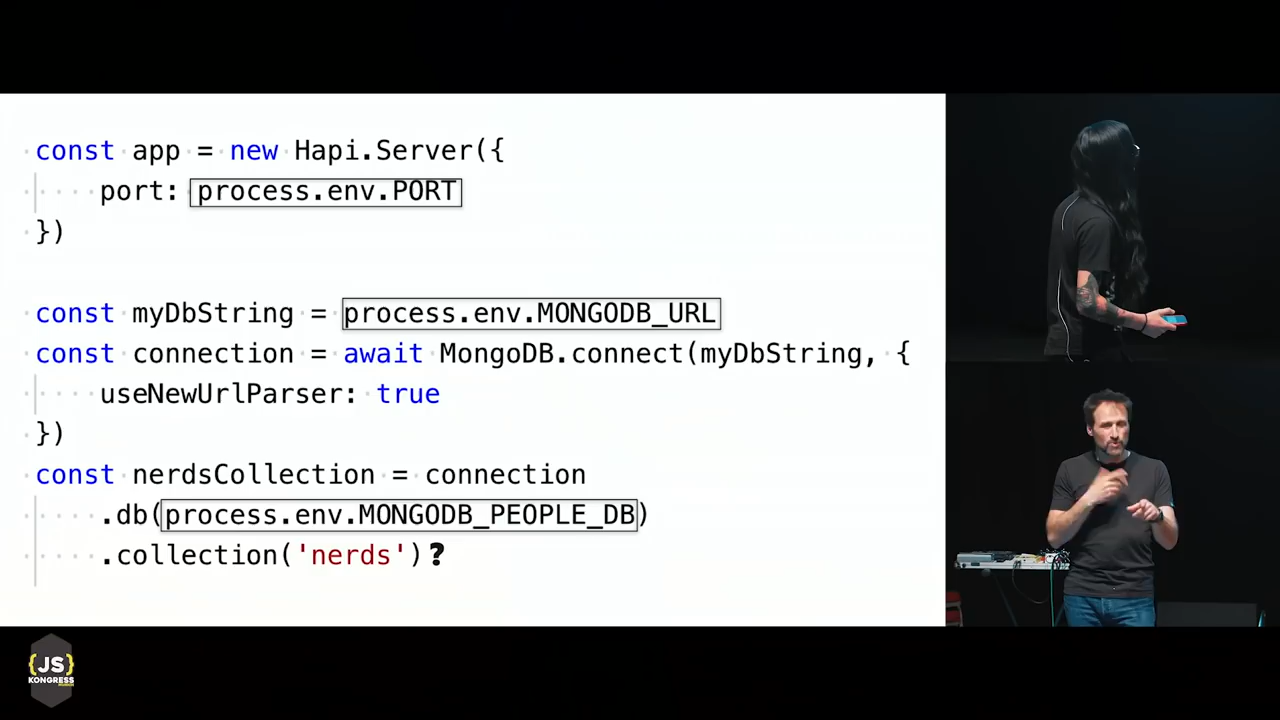 const app = new Hapi.Server({
port: process.env.PORT
})
const myDbString = process.env.MONGODB_URL
const connection = await MongoDB.connect(myDbString, {
useNewUrlParser: true
})
const nerdsCollection = connection
.db(process.env.MONGODB_PEOPLE_DB)
.collection('nerds')?
{JS}
KONGRESS